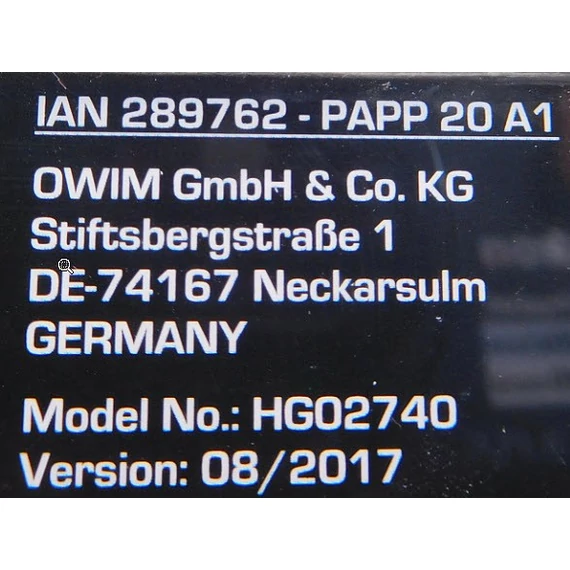 IAN 289762 - PAPP 20 A1
OWIM GmbH & Co. KG
Stiftsbergstraße 1
DE-74167 Neckarsulm
GERMANY
Model No.: HG02740
Version: 08/2017